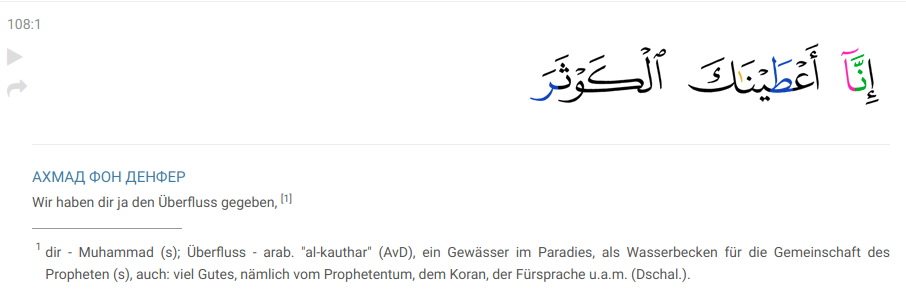 108:1
إِنَّآ أَعْطَيْنَـٰكَ ٱلْكَوْثَرَ
АХМАД ФОН ДЕНФЕР
Wir haben dir ja den Überfluss gegeben, [1]
1 dir - Muhammad (s); Überfluss - arab. "al-kauthar" (AvD), ein Gewässer im Paradies, als Wasserbecken für die Gemeinschaft des
Propheten (s), auch: viel Gutes, nämlich vom Prophetentum, dem Koran, der Fürsprache u.a.m. (Dschal.).